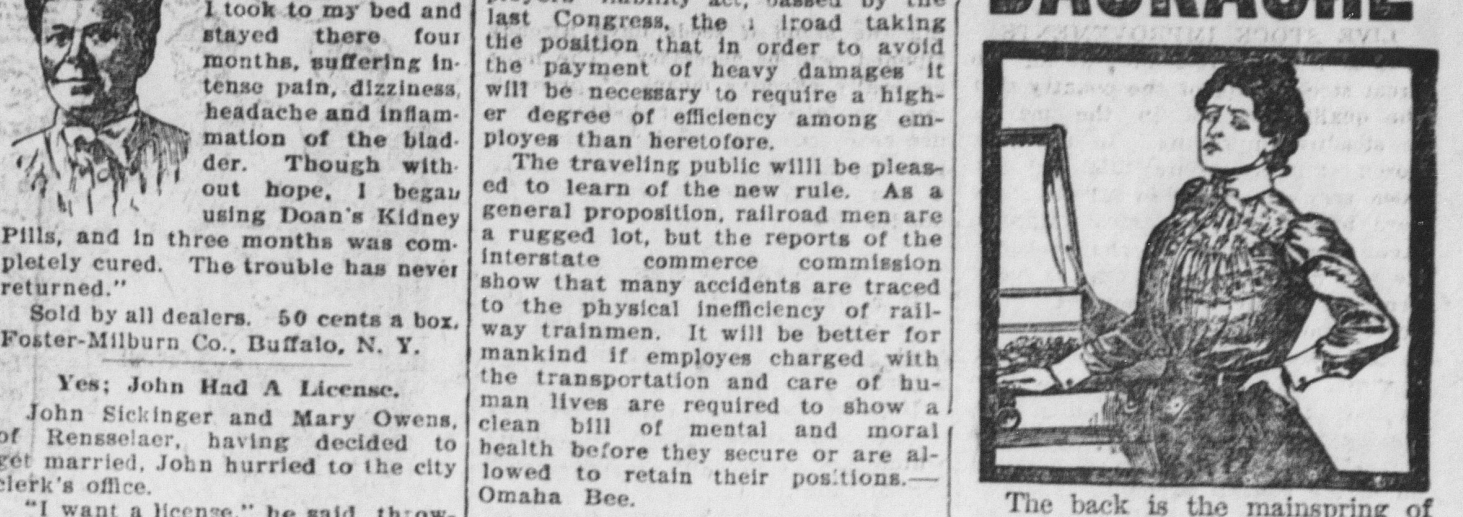 I took to my bed and
stayed there four
months, suffering in-
tense pain, dizziness,
headache and inflam-
mation of the blad-
der. Though with-
out hope, I began
using Doan's Kidney
Pills, and in three months was com-
pletely cured. The trouble has never
returned."
Sold by all dealers. 50 cents a box.
Foster-Milburn Co., Buffalo, N. Y.
Yes; John Had A License.
John Sickinger and Mary Owens,
of Rensselaer, having decided to
get married, John hurried to the city
clerk's office.
"I want a license," he said, throw-
last Congress, the iroad taking
the position that in order to avoid
the payment of heavy damages it
will be necessary to require a high-
er degree of efficiency among em-
ployes than heretofore.
The traveling public willl be pleas-
ed to learn of the new rule. As a
general proposition, railroad men are
a rugged lot, but the reports of the
interstate commerce commission
show that many accidents are traced
to the physical inefficiency of rail-
way trainmen. It will be better for
mankind if employes charged with
the transportation and care of hu-
man lives are required to show a
clean bill of mental and moral
health before they secure or are al-
lowed to retain their positions.—
Omaha Bee.
BACKACHE
The back is the mainspring of